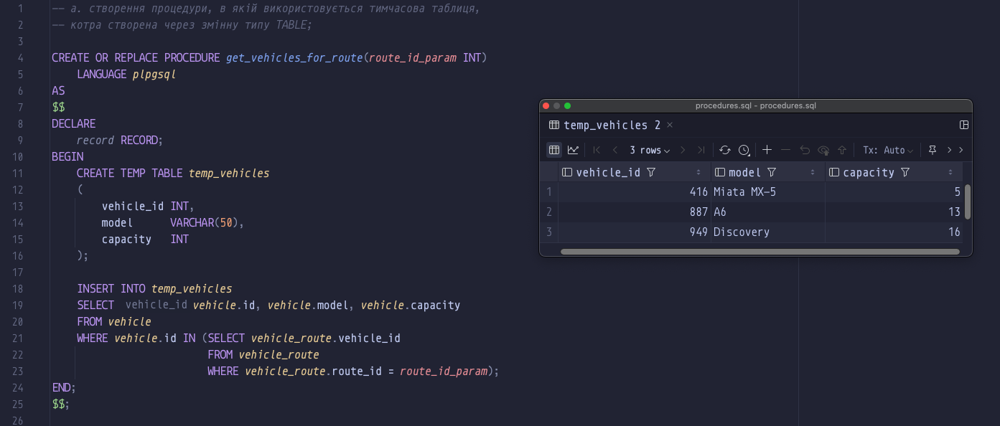 1 -- а. створення процедури, в якій використовується тимчасова таблиця,
2 -- котра створена через змінну типу TABLE;
3
4 CREATE OR REPLACE PROCEDURE get_vehicles_for_route(route_id_param INT)
5     LANGUAGE plpgsql
6 AS
7 $$
8 DECLARE
9     record RECORD;
10 BEGIN
11     CREATE TEMP TABLE temp_vehicles
12     (
13         vehicle_id INT,
14         model      VARCHAR(50),
15         capacity   INT
16     );
17
18     INSERT INTO temp_vehicles
19     SELECT vehicle_id vehicle.id, vehicle.model, vehicle.capacity
20     FROM vehicle
21     WHERE vehicle.id IN (SELECT vehicle_route.vehicle_id
22                          FROM vehicle_route
23                          WHERE vehicle_route.route_id = route_id_param);
24 END;
25 $$;
26
procedures.sql - procedures.sql
temp_vehicles 2
3 rows Tx: Auto
vehicle_id model capacity
1 416 Miata MX-5 5
2 887 A6 13
3 949 Discovery 16